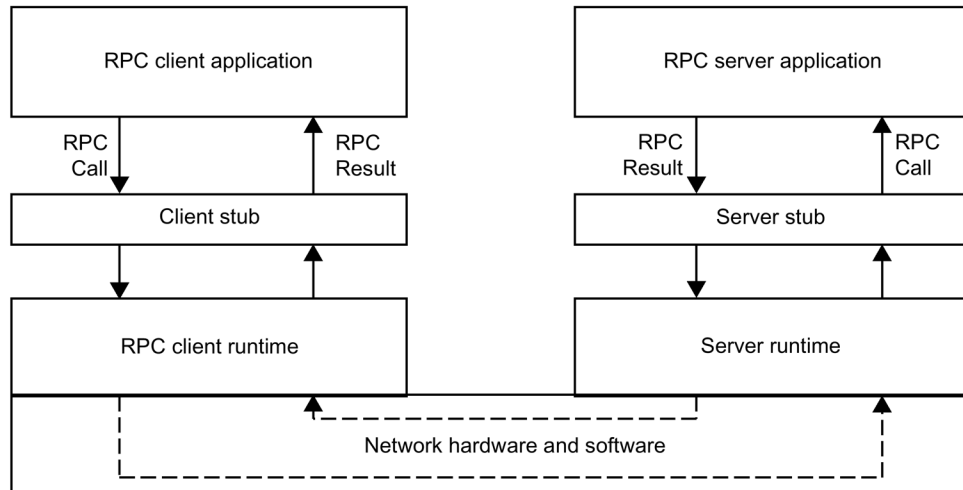 RPC client application
RPC server application
RPC
Call
RPC
Result
RPC
Result
RPC
Call
Client stub
Server stub
RPC client runtime
Server runtime
Network hardware and software